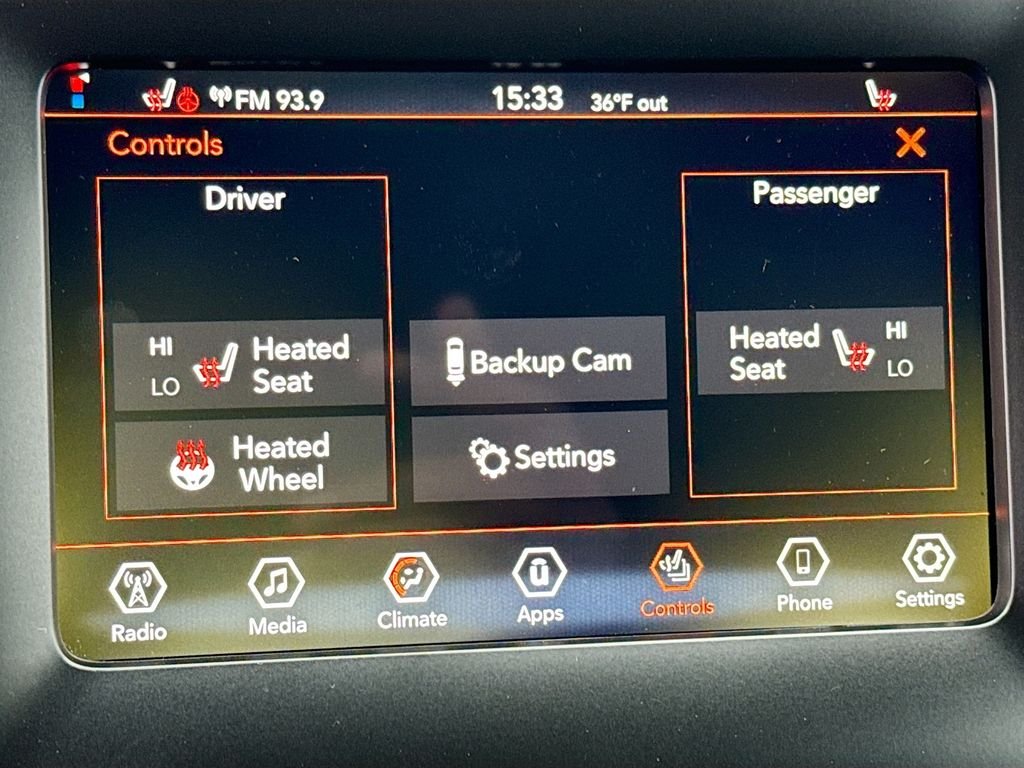 FM 93.9 15:33 36°F out
Controls
Driver
HI
LO
Heated
Seat
Heated
Wheel
Backup Cam
Settings
Passenger
Heated
Seat
HI
LO
Radio
Media
Climate
Apps
Controls
Phone
Settings